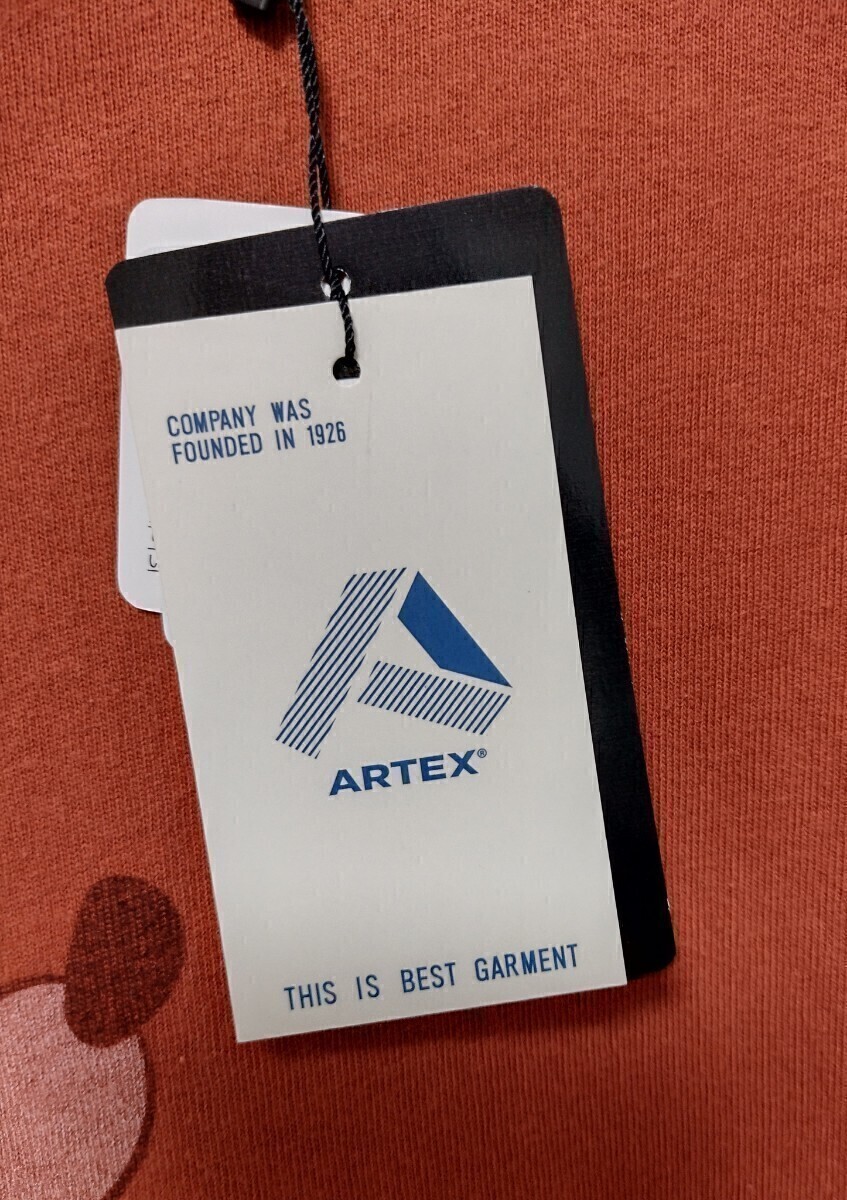 COMPANY WAS
FOUNDED IN 1926
ARTEX®
THIS IS BEST GARMENT